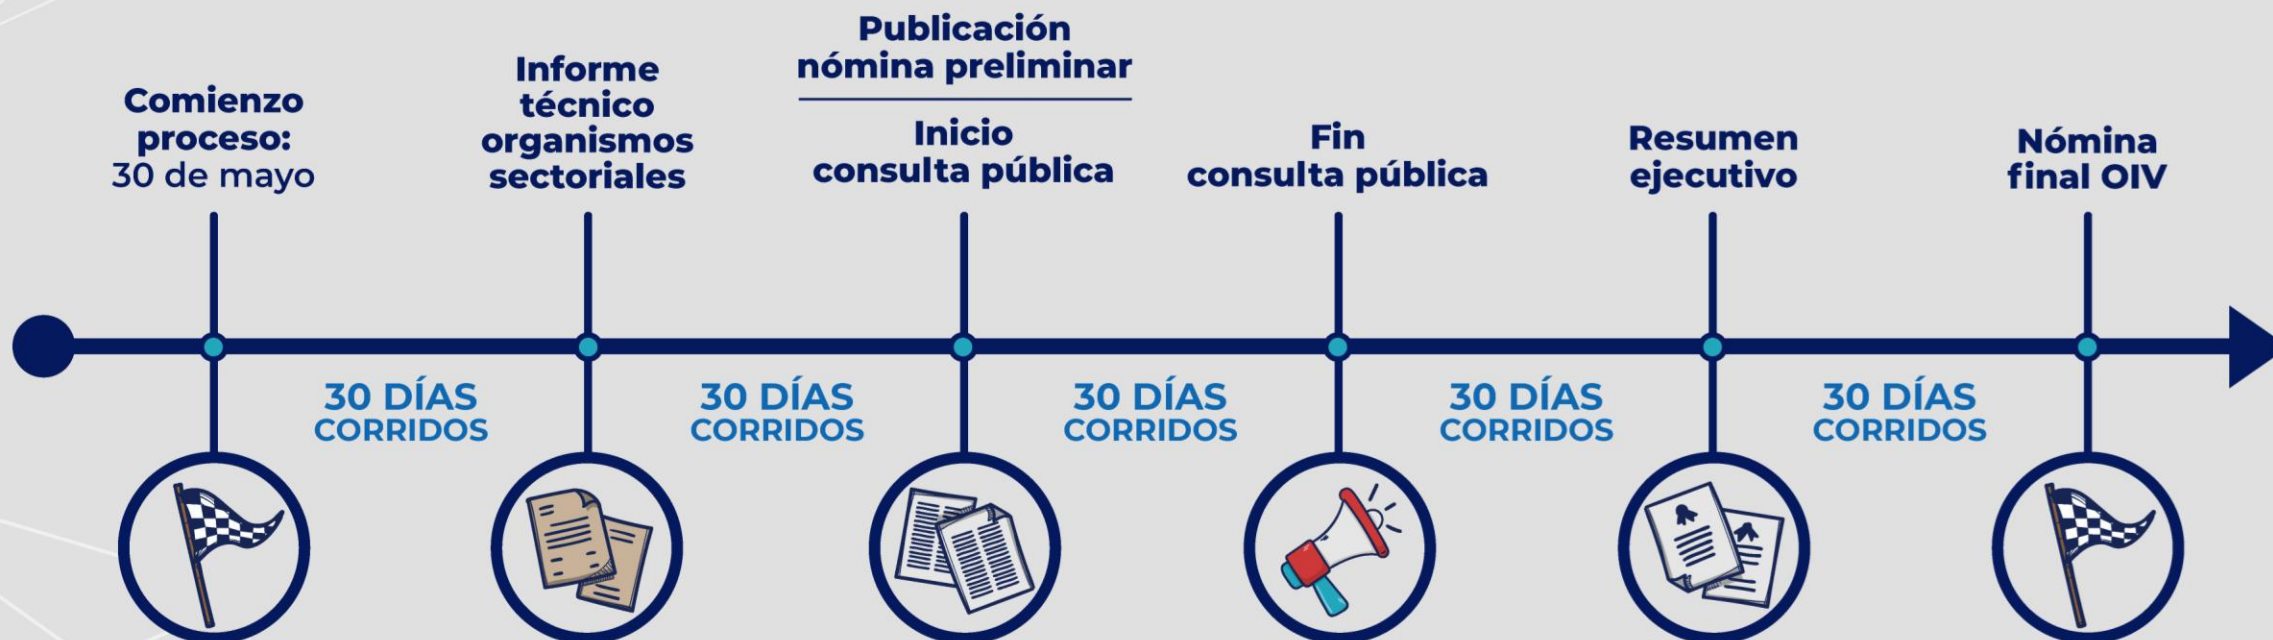 Comienzo
proceso:
30 de mayo
Informe
técnico
organismos
sectoriales
Publicación
nómina preliminar
Inicio
consulta pública
Fin
consulta pública
Resumen
ejecutivo
Nómina
final OIV
30 DÍAS
CORRIDOS
30 DÍAS
CORRIDOS
30 DÍAS
CORRIDOS
30 DÍAS
CORRIDOS
30 DÍAS
CORRIDOS